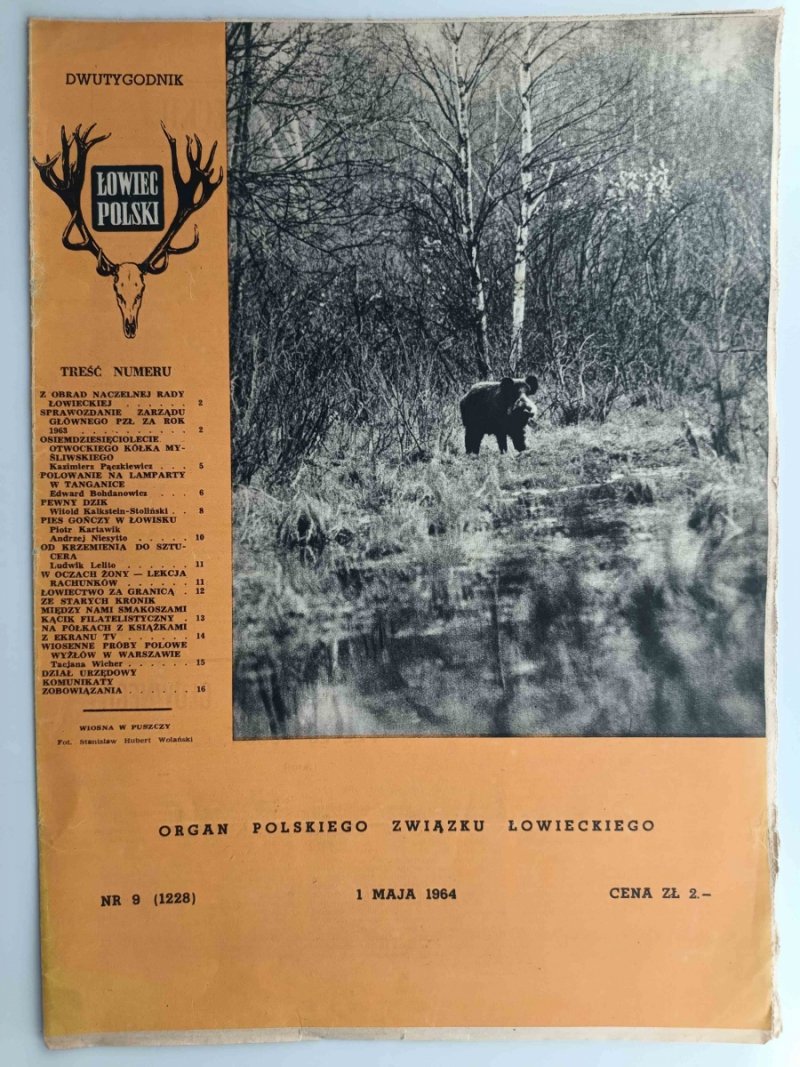 DWUTYGODNIK
ŁOWIEC
POLSKI
TREŚĆ NUMERU
Z OBRAD NACZELNEJ RADY
ŁOWIECKIEJ . . . . . . 2
SPRAWOZDANIE ZARZĄDU
GŁÓWNEGO PZŁ ZA ROK
1963 . . . . . . . . . . 2
OSIEMDZIESIĘCIOLECIE
OTWOCKIEGO KÓŁKA MY-
ŚLIWSKIEGO
Kazimierz Pączkiewicz . . . 5
POLOWANIE NA LAMPARTY
W TANGANICE
Edward Bohdanowicz . . . 6
PEWNY DZIK
Witold Kalkstein-Stoliński . . 8
PIES GOŃCZY W ŁOWISKU
Piotr Kartawik
Andrzej Niesytto . . . . . 10
OD KRZEMIENIA DO SZTU-
CERA
Ludwik Lelito . . . . . . 11
W OCZACH ŻONY — LEKCJA
RACHUNKÓW . . . . . . 11
ŁOWIECTWO ZA GRANICĄ . 12
ZE STARYCH KRONIK
MIĘDZY NAMI SMAKOSZAMI
KĄCIK FILATELISTYCZNY . 13
NA PÓŁKACH Z KSIĄŻKAMI
Z EKRANU TV . . . . . . 14
WIOSENNE PRÓBY POLOWE
WYŻŁÓW W WARSZAWIE
Tacjana Wicher . . . . . . 15
DZIAŁ URZĘDOWY
KOMUNIKATY
ZOBOWIĄZANIA . . . . . . 16
WIOSNA W PUSZCZY
Fot. Stanisław Hubert Wolański
ORGAN POLSKIEGO ZWIĄZKU ŁOWIECKIEGO
NR 9 (1228) 1 MAJA 1964 CENA ZŁ 2.–